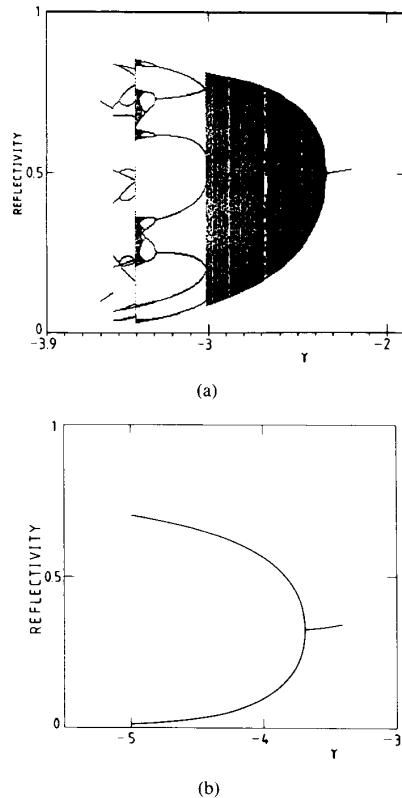 1
REFLECTIVITY
0.5
0
-3.9
-3
-2
γ
(a)
1
REFLECTIVITY
0.5
0
-5
-4
-3
γ
(b)